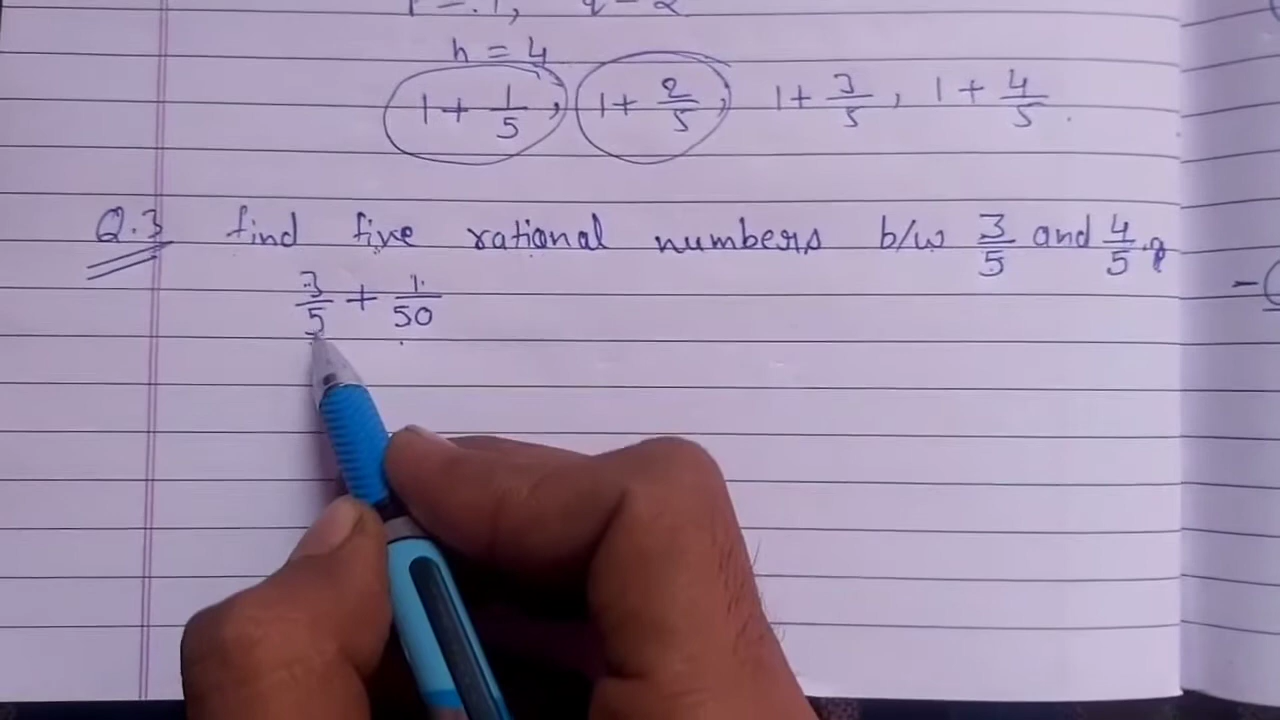 h = 4
1 + 1/5, 1 + 2/5, 1 + 3/5, 1 + 4/5.
Q.3 find five rational numbers b/w 3/5 and 4/5.?
3/5 + 1/50